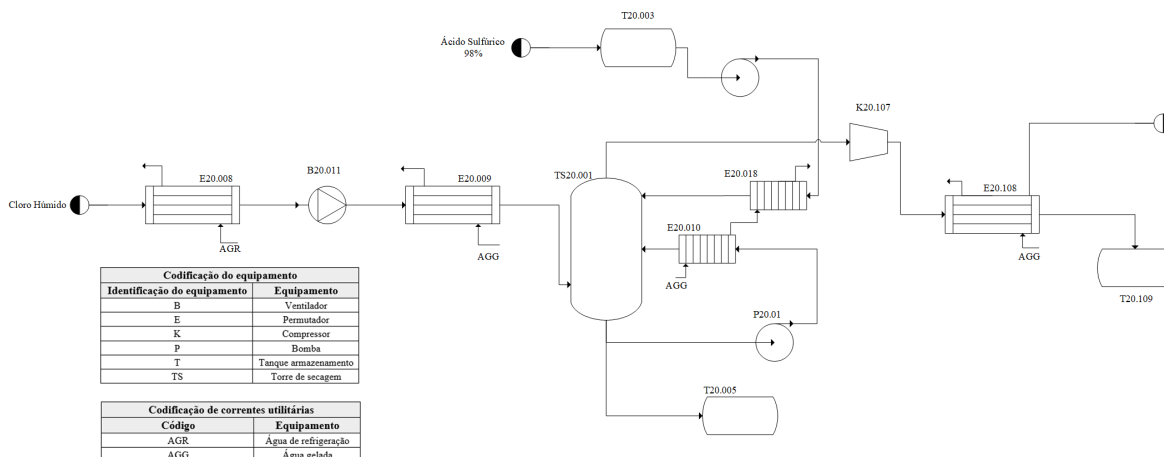 T20.003
Ácido Sulfúrico
98%
K20.107
E20.008
B20.011
E20.009
TS20.001
E20.018
E20.108
Cloro Húmido
E20.010
AGR
AGG
AGG
AGG
T20.109
P20.01
T20.005
Codificação do equipamento
Identificação do equipamento Equipamento
B Ventilador
E Permutador
K Compressor
P Bomba
T Tanque armazenamento
TS Torre de secagem
Codificação de correntes utilitárias
Código Equipamento
AGR Água de refrigeração
AGG Água gelada